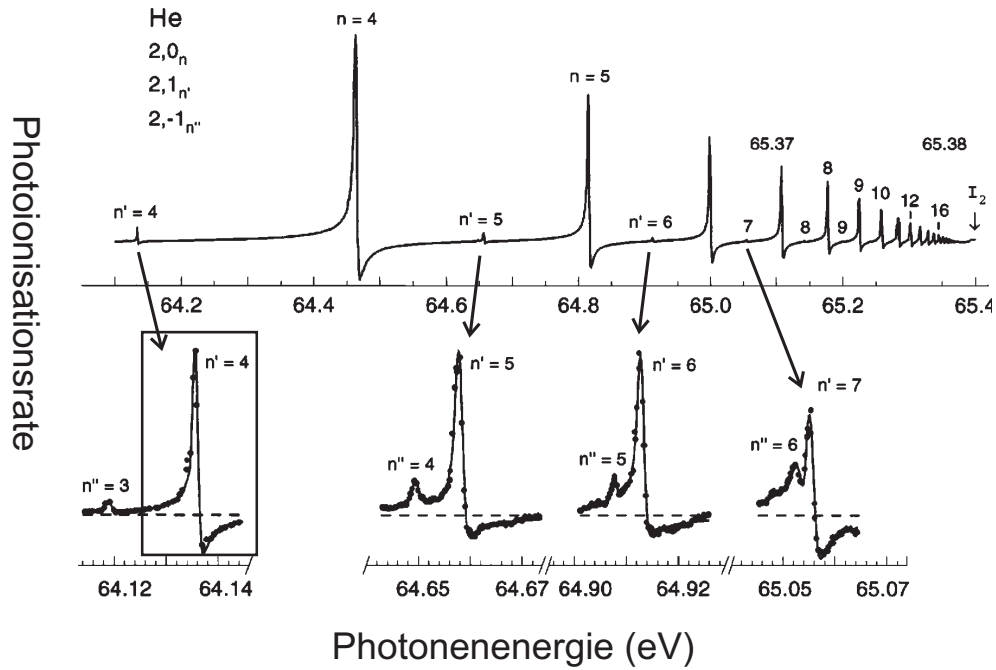 He
2,0n
2,1n'
2,-1n''
n = 4
n = 5
65.37
65.38
8
9
10
12
16
I2
n' = 4
n' = 5
n' = 6
7
8
9
64.2
64.4
64.6
64.8
65.0
65.2
65.4
Photoionisationsrate
n' = 4
n'' = 3
n' = 5
n'' = 4
n' = 6
n'' = 5
n' = 7
n'' = 6
64.12
64.14
64.65
64.67
64.90
64.92
65.05
65.07
Photonenenergie (eV)